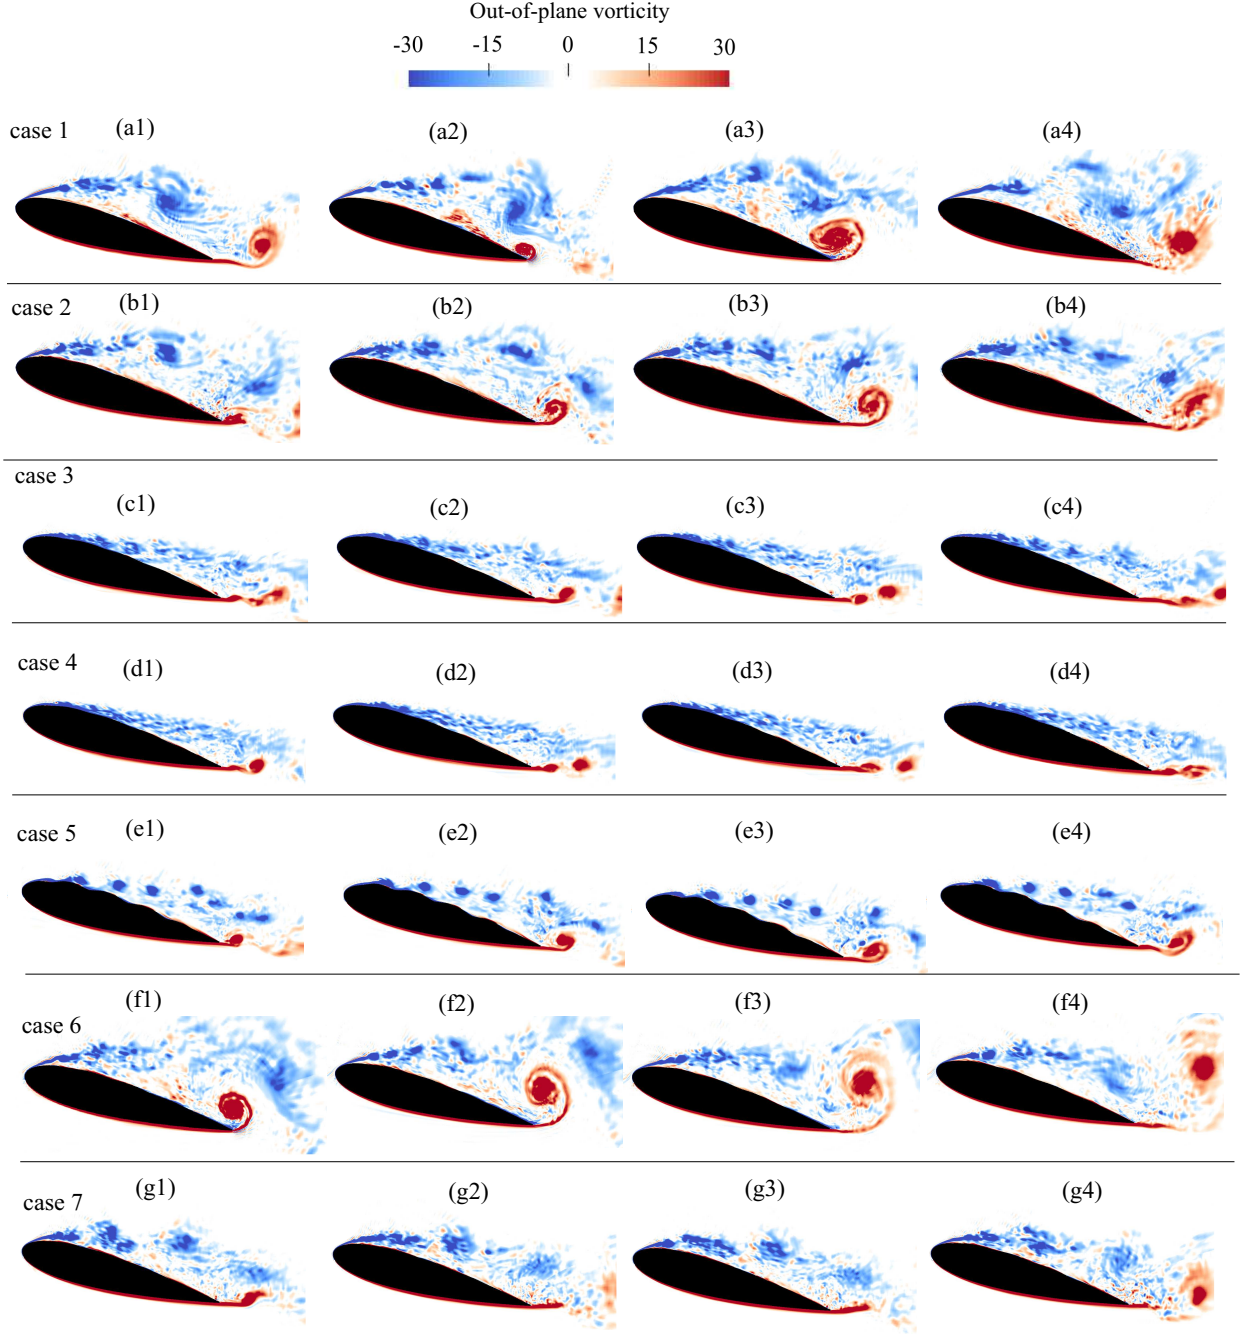 Out-of-plane vorticity
-30 -15 0 15 30
case 1 (a1) (a2) (a3) (a4)
case 2 (b1) (b2) (b3) (b4)
case 3
(c1) (c2) (c3) (c4)
case 4 (d1) (d2) (d3) (d4)
case 5 (e1) (e2) (e3) (e4)
case 6 (f1) (f2) (f3) (f4)
case 7 (g1) (g2) (g3) (g4)